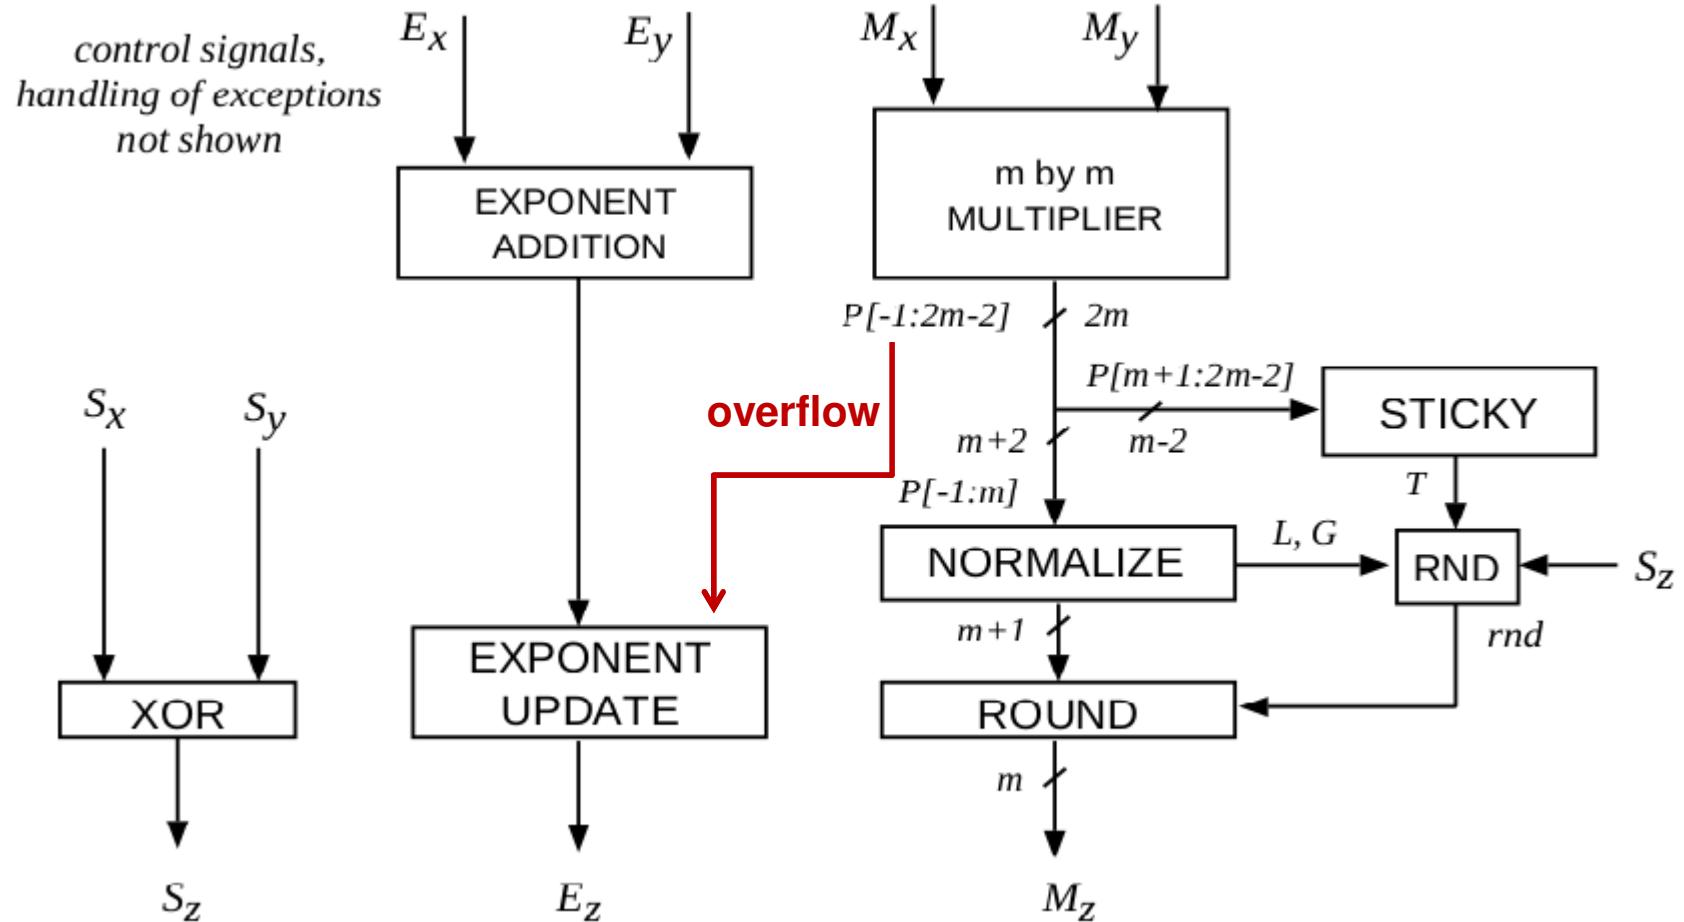 control signals,
handling of exceptions
not shown
Ex
Ey
Mx
My
EXPONENT
ADDITION
m by m
MULTIPLIER
P[-1:2m-2]
2m
P[m+1:2m-2]
m-2
STICKY
Sx
Sy
overflow
m+2
P[-1:m]
T
NORMALIZE
L, G
RND
Sz
m+1
rnd
EXPONENT
UPDATE
XOR
ROUND
m
Sz
Ez
Mz